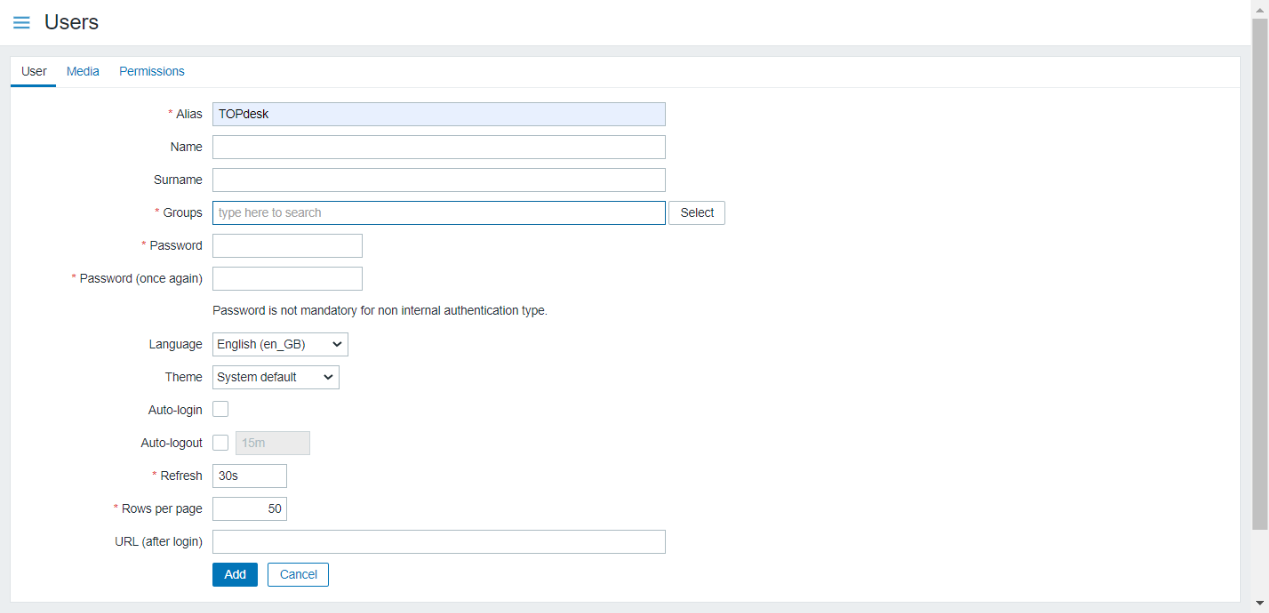 Users
User Media Permissions
* Alias TOPdesk
Name
Surname
* Groups type here to search Select
* Password
* Password (once again)
Password is not mandatory for non internal authentication type.
Language English (en_GB)
Theme System default
Auto-login
Auto-logout 15m
* Refresh 30s
* Rows per page 50
URL (after login)
Add Cancel